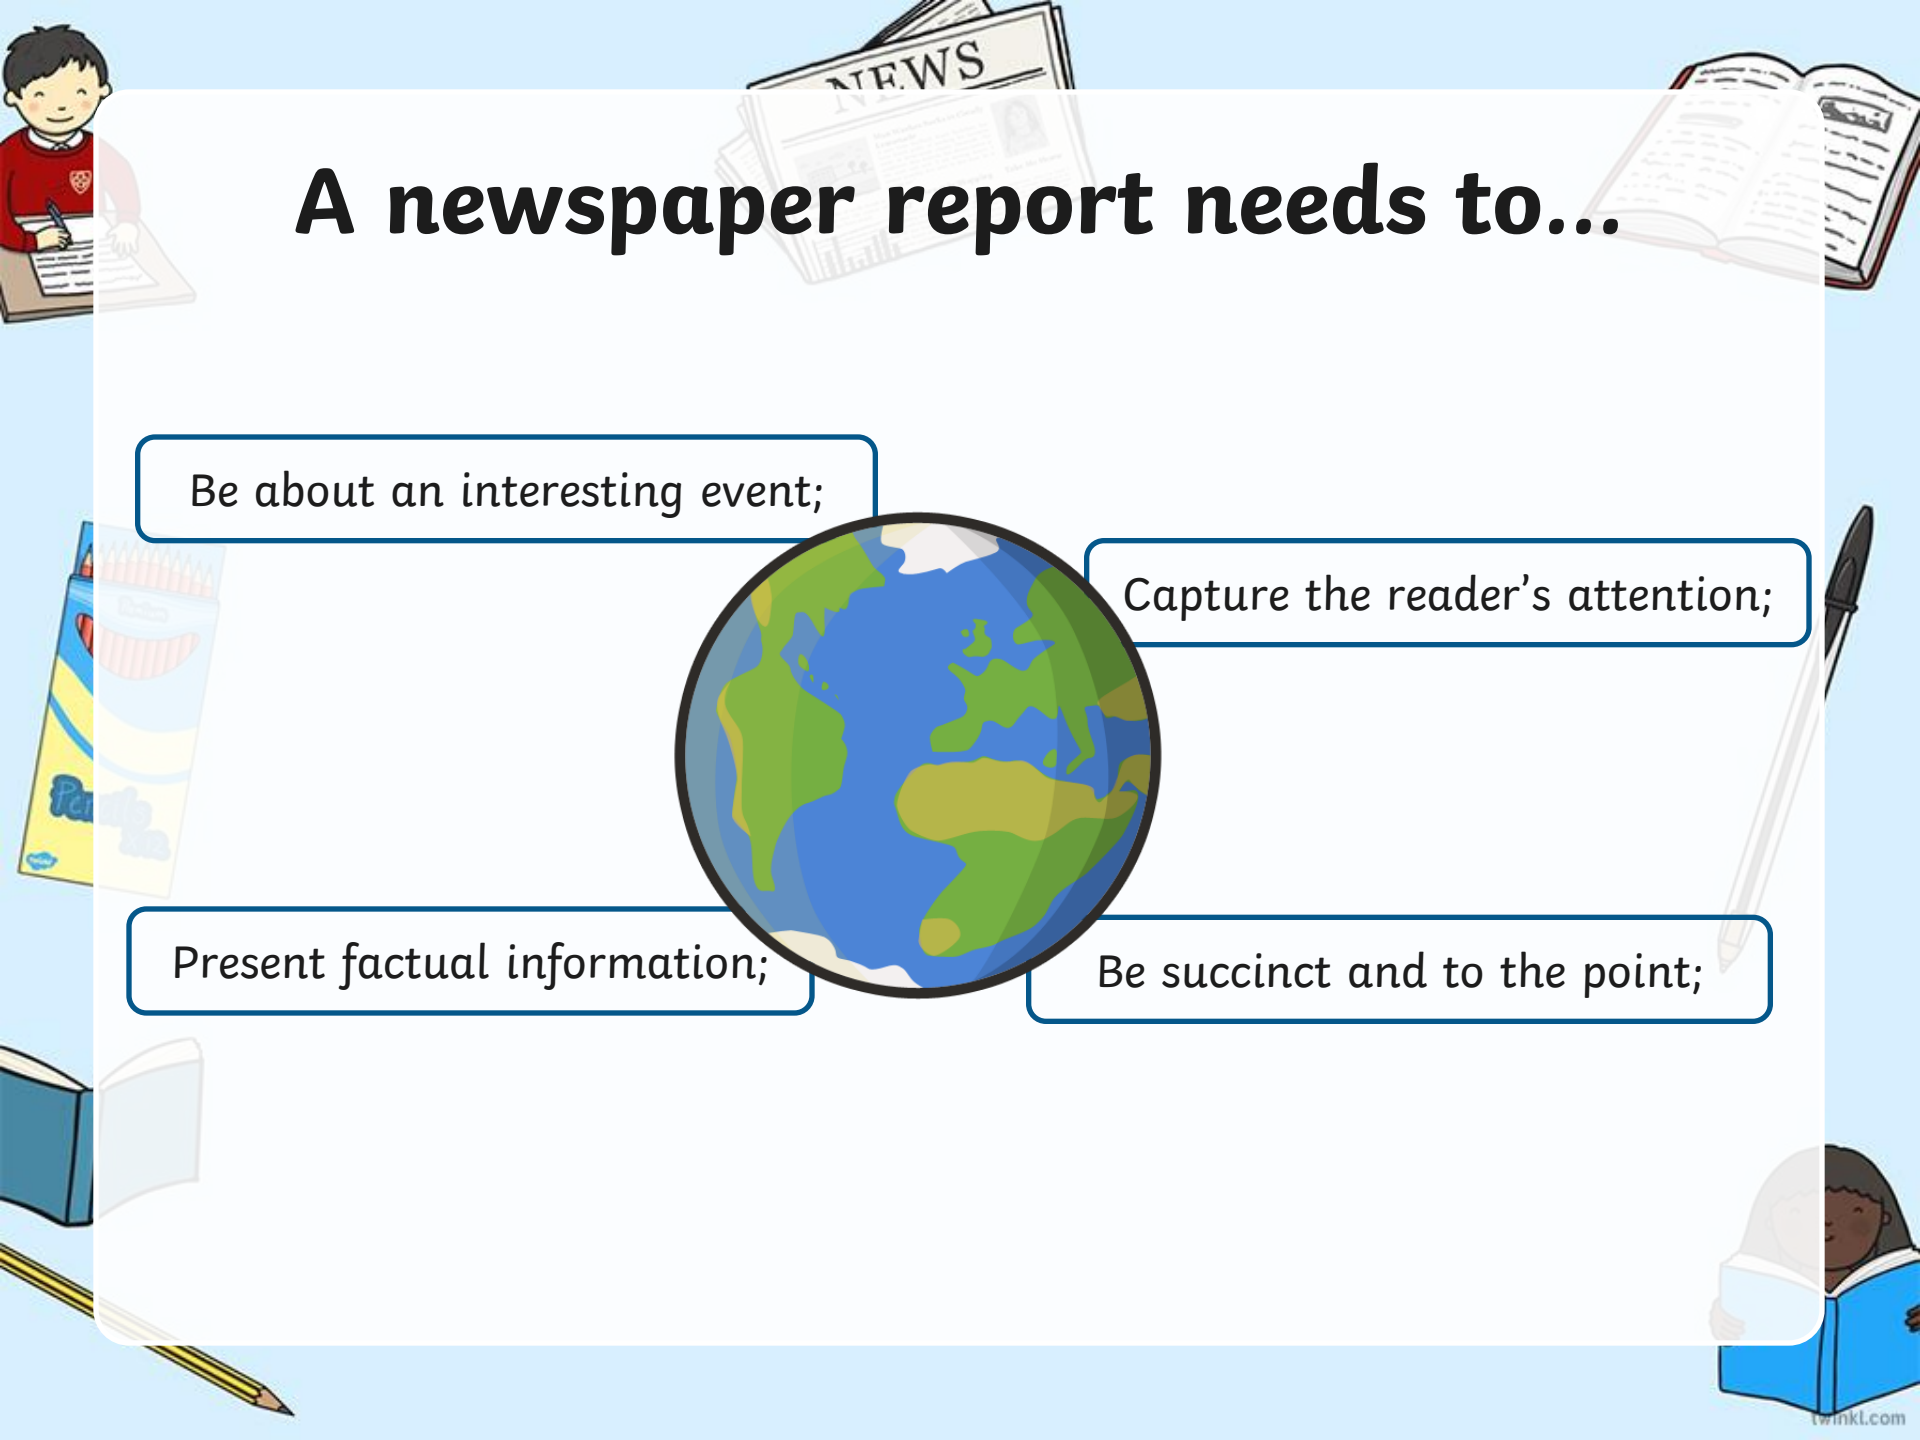 NEWS
A newspaper report needs to...
Be about an interesting event;
Capture the reader's attention;
Present factual information;
Be succinct and to the point;
twinkl.com